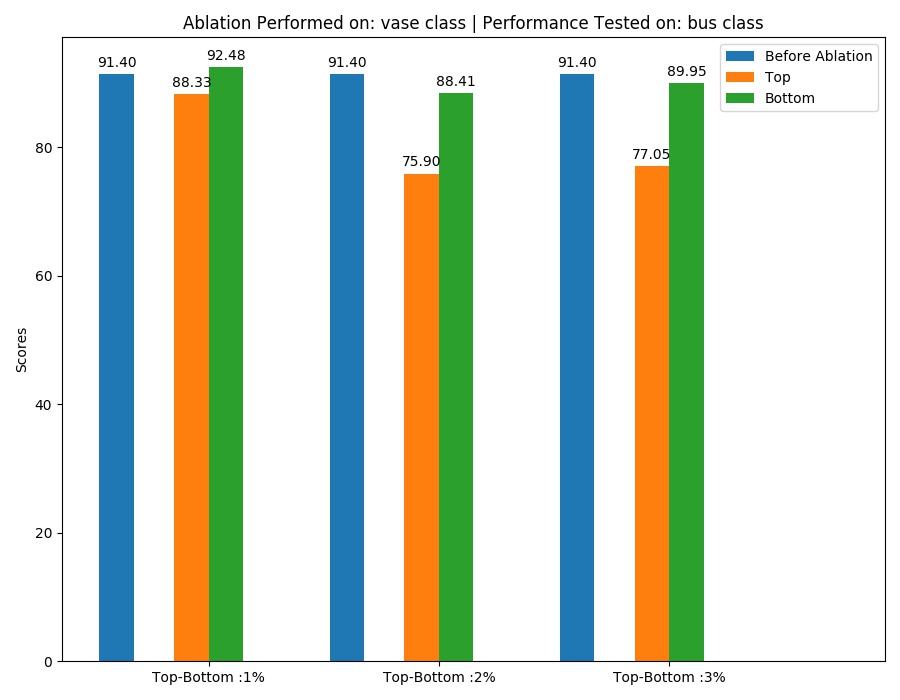 Ablation Performed on: vase class | Performance Tested on: bus class
Before Ablation
Top
Bottom
91.40
88.33
92.48
91.40
75.90
88.41
91.40
77.05
89.95
Scores
80
60
40
20
0
Top-Bottom :1%
Top-Bottom :2%
Top-Bottom :3%